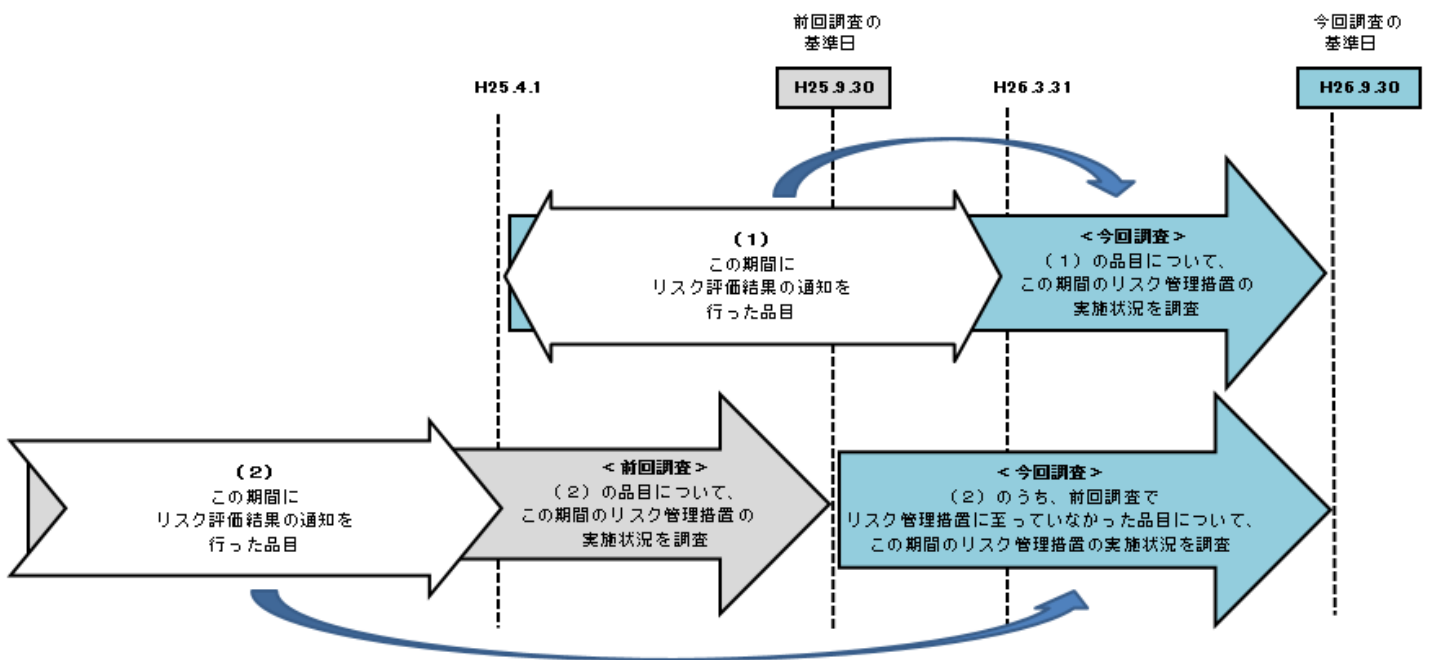 前回調査の
基準日
今回調査の
基準日
H25.4.1
H25.9.30
H26.3.31
H26.9.30
(1)
この期間に
リスク評価結果の通知を
行った品目
<今回調査>
(1)の品目について、
この期間のリスク管理措置の
実施状況を調査
(2)
この期間に
リスク評価結果の通知を
行った品目
<前回調査>
(2)の品目について、
この期間のリスク管理措置の
実施状況を調査
<今回調査>
(2)のうち、前回調査で
リスク管理措置に至っていなかった品目について、
この期間のリスク管理措置の実施状況を調査